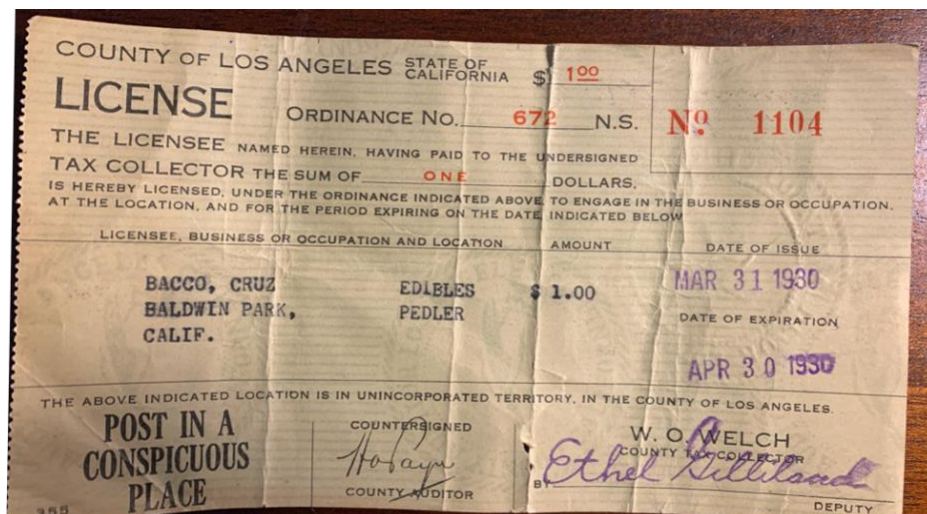 COUNTY OF LOS ANGELES STATE OF CALIFORNIA $ 1.00
LICENSE ORDINANCE NO. 672 N.S. No. 1104
THE LICENSEE NAMED HEREIN, HAVING PAID TO THE UNDERSIGNED
TAX COLLECTOR THE SUM OF ONE DOLLARS,
IS HEREBY LICENSED, UNDER THE ORDINANCE INDICATED ABOVE TO ENGAGE IN THE BUSINESS OR OCCUPATION,
AT THE LOCATION, AND FOR THE PERIOD EXPIRING ON THE DATE INDICATED BELOW
LICENSEE, BUSINESS OR OCCUPATION AND LOCATION AMOUNT DATE OF ISSUE
BACCO, CRUZ EDIBLES $ 1.00 MAR 31 1930
BALDWIN PARK, PEDLER DATE OF EXPIRATION
CALIF.
APR 30 1930
THE ABOVE INDICATED LOCATION IS IN UNINCORPORATED TERRITORY, IN THE COUNTY OF LOS ANGELES.
POST IN A
CONSPICUOUS
PLACE
COUNTERSIGNED
COUNTY AUDITOR
W. O. WELCH
COUNTY TAX COLLECTOR
BY Ethel Gilliland
DEPUTY